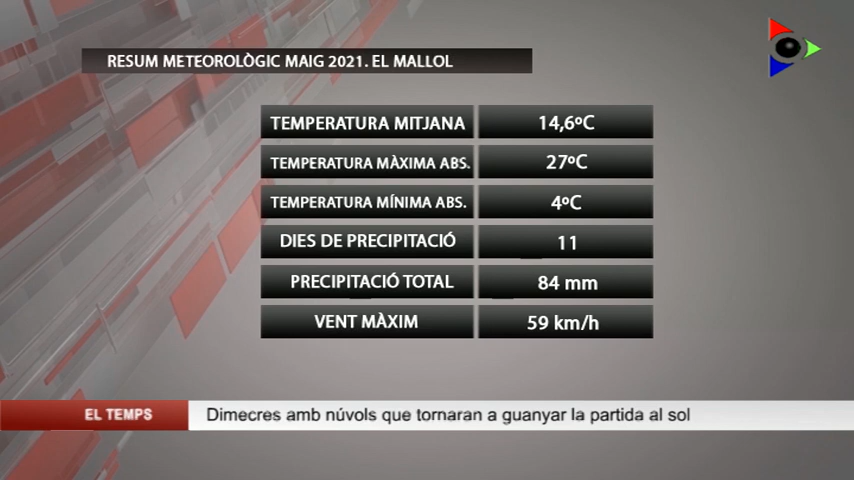 RESUM METEOROLÒGIC MAIG 2021. EL MALLOL
TEMPERATURA MITJANA 14,6ºC
TEMPERATURA MÀXIMA ABS. 27ºC
TEMPERATURA MÍNIMA ABS. 4ºC
DIES DE PRECIPITACIÓ 11
PRECIPITACIÓ TOTAL 84 mm
VENT MÀXIM 59 km/h
EL TEMPS Dimecres amb núvols que tornaran a guanyar la partida al sol